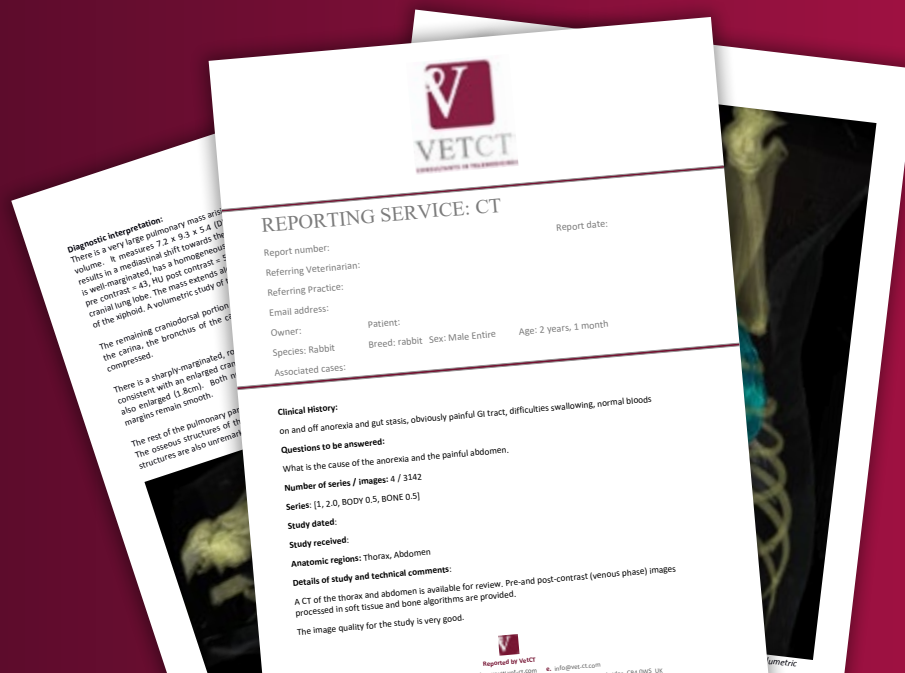 Diagnostic interpretation:
There is a very large pulmonary mass
volume. It measures 7.2 x 9.3 x 5.4
results in a mediastinal shift towards the
is well-marginated, has a homogeneous
pre contrast = 43, HU post contrast =
cranial lung lobe. The mass extends
of the xiphoid. A volumetric study of
The remaining craniodorsal portion
the carina, the bronchus of the
compressed.
There is a sharply-marginated,
consistent with an enlarged
also enlarged (1.8cm). Both
margins remain smooth.
The rest of the pulmonary
The osseous structures of
structures are also
V
VETCT
CONSULTANTS IN TELEMEDICINE
REPORTING SERVICE: CT
Report number:
Report date:
Referring Veterinarian:
Referring Practice:
Email address:
Owner:
Patient:
Species: Rabbit
Breed: rabbit Sex: Male Entire
Age: 2 years, 1 month
Associated cases:
Clinical History:
on and off anorexia and gut stasis, obviously painful GI tract, difficulties swallowing, normal bloods
Questions to be answered:
What is the cause of the anorexia and the painful abdomen.
Number of series / images: 4 / 3142
Series: [1, 2.0, BODY 0.5, BONE 0.5]
Study dated:
Study received:
Anatomic regions: Thorax, Abdomen
Details of study and technical comments:
A CT of the thorax and abdomen is available for review. Pre-and post-contrast (venous phase) images
processed in soft tissue and bone algorithms are provided.
The image quality for the study is very good.
V
Reported by VetCT
e. info@vet-ct.com
UK